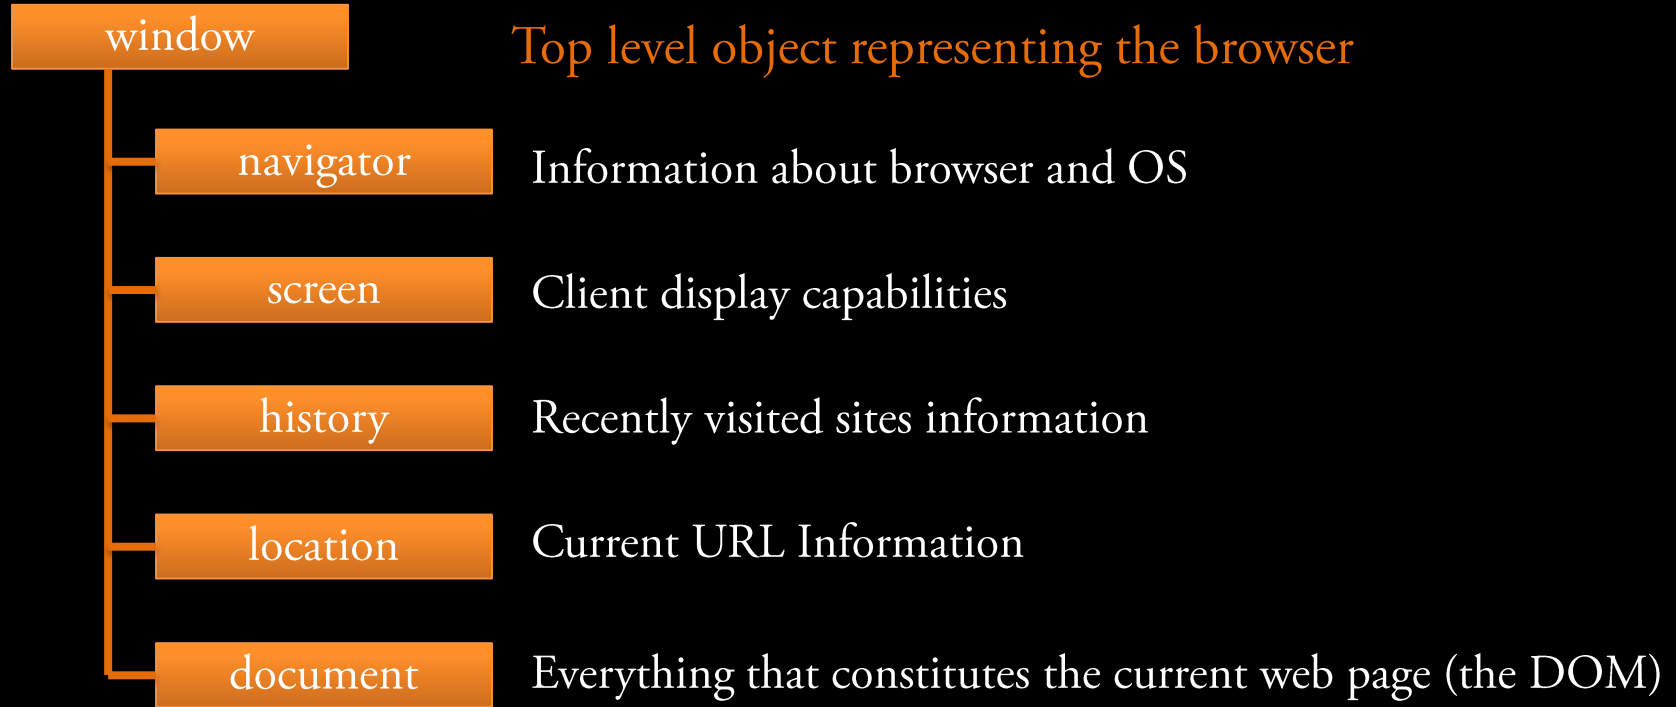 window
Top level object representing the browser
navigator
Information about browser and OS
screen
Client display capabilities
history
Recently visited sites information
location
Current URL Information
document
Everything that constitutes the current web page (the DOM)